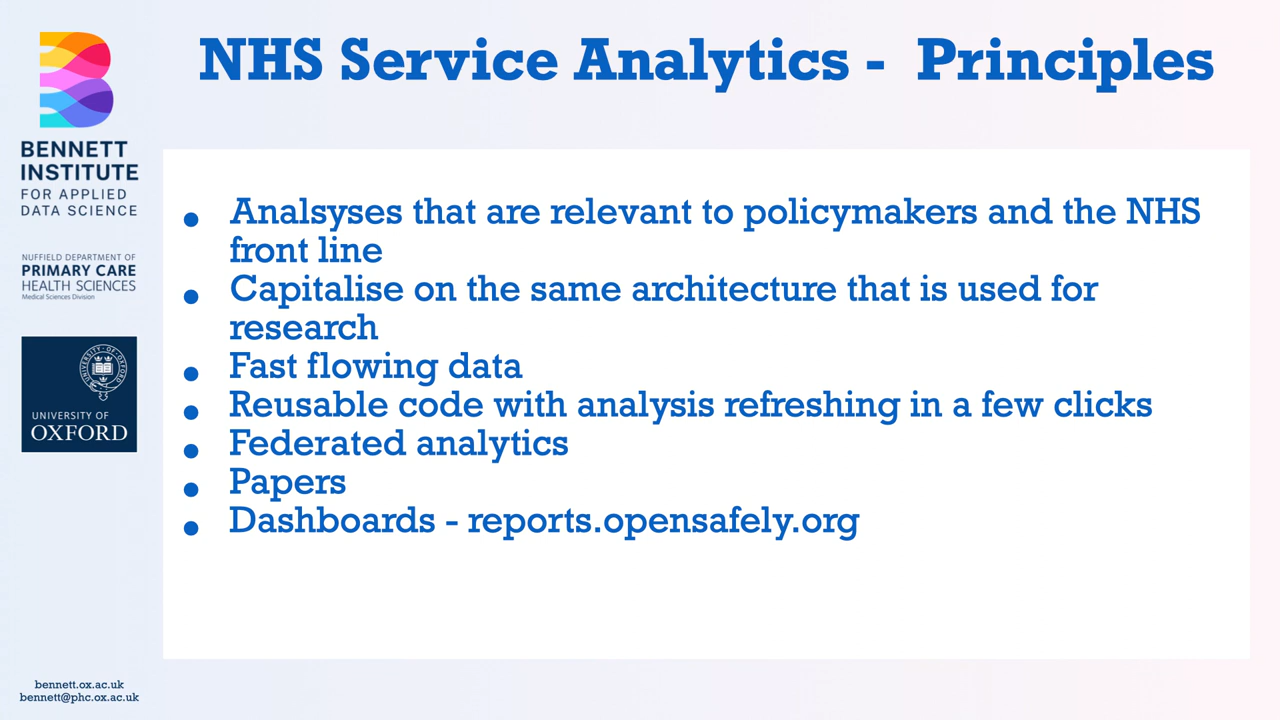 NHS Service Analytics -  Principles
BENNETT
INSTITUTE
FOR APPLIED
DATA SCIENCE
NUFFIELD DEPARTMENT OF
PRIMARY CARE
HEALTH SCIENCES
Medical Sciences Division
UNIVERSITY OF
OXFORD
• Analsyses that are relevant to policymakers and the NHS
front line
• Capitalise on the same architecture that is used for
research
• Fast flowing data
• Reusable code with analysis refreshing in a few clicks
• Federated analytics
• Papers
• Dashboards - reports.opensafely.org
bennett.ox.ac.uk
bennett@phc.ox.ac.uk